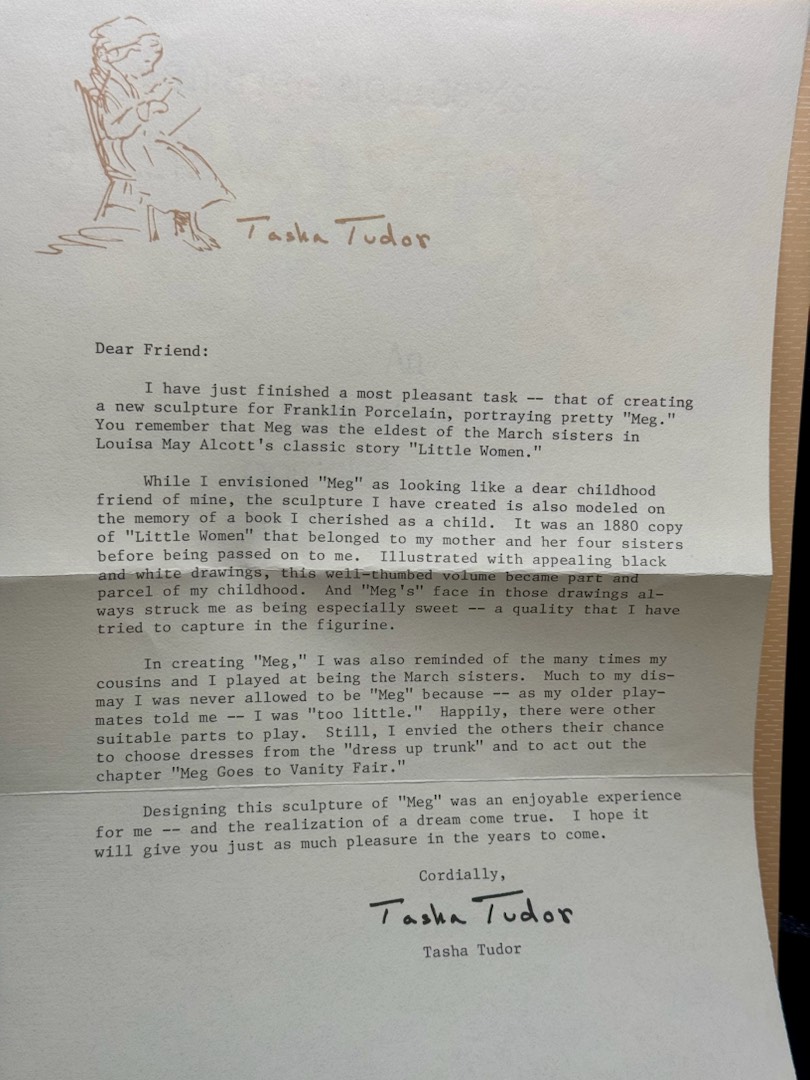 Tasha Tudor
Dear Friend:
I have just finished a most pleasant task -- that of creating
a new sculpture for Franklin Porcelain, portraying pretty "Meg."
You remember that Meg was the eldest of the March sisters in
Louisa May Alcott's classic story "Little Women."
While I envisioned "Meg" as looking like a dear childhood
friend of mine, the sculpture I have created is also modeled on
the memory of a book I cherished as a child.  It was an 1880 copy
of "Little Women" that belonged to my mother and her four sisters
before being passed on to me.  Illustrated with appealing black
and white drawings, this well-thumbed volume became part and
parcel of my childhood.  And "Meg's" face in those drawings al-
ways struck me as being especially sweet -- a quality that I have
tried to capture in the figurine.
In creating "Meg," I was also reminded of the many times my
cousins and I played at being the March sisters.  Much to my dis-
may I was never allowed to be "Meg" because -- as my older play-
mates told me -- I was "too little."  Happily, there were other
suitable parts to play.  Still, I envied the others their chance
to choose dresses from the "dress up trunk" and to act out the
chapter "Meg Goes to Vanity Fair."
Designing this sculpture of "Meg" was an enjoyable experience
for me -- and the realization of a dream come true.  I hope it
will give you just as much pleasure in the years to come.
Cordially,
Tasha Tudor
Tasha Tudor